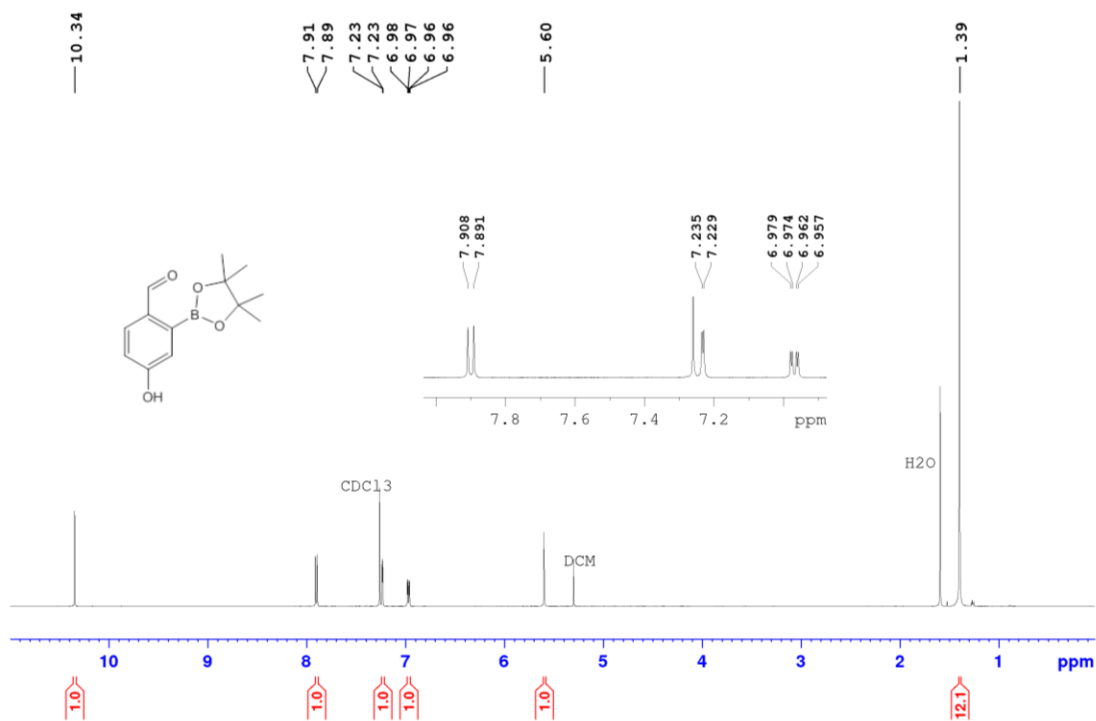 10.34
7.91
7.89
7.23
7.23
6.98
6.97
6.96
6.96
5.60
1.39
7.908
7.891
7.235
7.229
6.979
6.974
6.962
6.957
O
O
B
O
OH
7.8 7.6 7.4 7.2 ppm
H2O
CDCl3
DCM
10 9 8 7 6 5 4 3 2 1 ppm
1.0 1.0 1.0 1.0 1.0 12.1